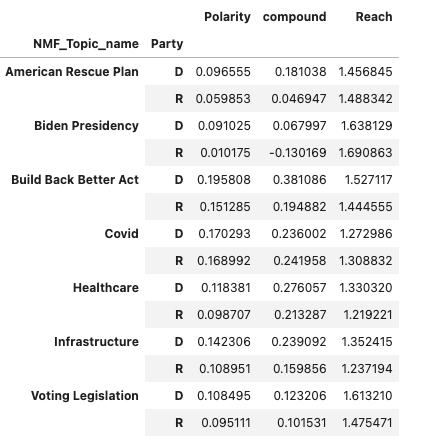 Polarity compound Reach
NMF_Topic_name Party
American Rescue Plan D 0.096555 0.181038 1.456845
R 0.059853 0.046947 1.488342
Biden Presidency D 0.091025 0.067997 1.638129
R 0.010175 -0.130169 1.690863
Build Back Better Act D 0.195808 0.381086 1.527117
R 0.151285 0.194882 1.444555
Covid D 0.170293 0.236002 1.272986
R 0.168992 0.241958 1.308832
Healthcare D 0.118381 0.276057 1.330320
R 0.098707 0.213287 1.219221
Infrastructure D 0.142306 0.239092 1.352415
R 0.108951 0.159856 1.237194
Voting Legislation D 0.108495 0.123206 1.613210
R 0.095111 0.101531 1.475471